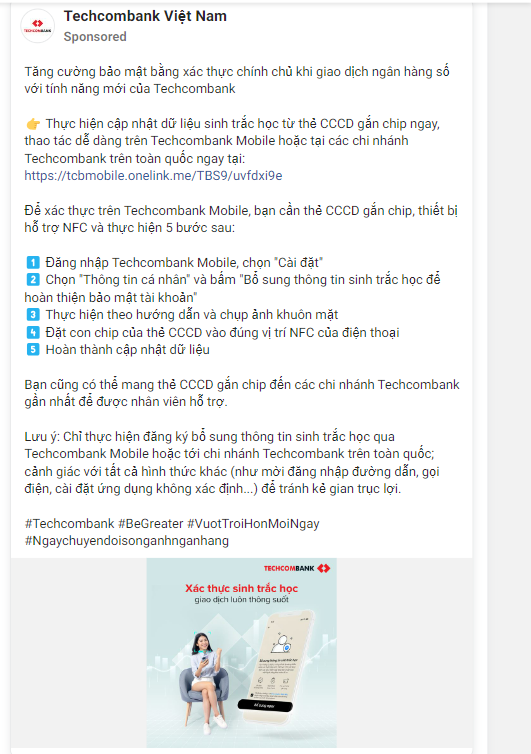 Techcombank Việt Nam
TECHCOMBANK
Sponsored
Tăng cường bảo mật bằng xác thực chính chủ khi giao dịch ngân hàng số
với tính năng mới của Techcombank
👉 Thực hiện cập nhật dữ liệu sinh trắc học từ thẻ CCCD gắn chip ngay,
thao tác dễ dàng trên Techcombank Mobile hoặc tại các chi nhánh
Techcombank trên toàn quốc ngay tại:
https://tcbmobile.onelink.me/TBS9/uvfdxi9e
Để xác thực trên Techcombank Mobile, bạn cần thẻ CCCD gắn chip, thiết bị
hỗ trợ NFC và thực hiện 5 bước sau:
1 Đăng nhập Techcombank Mobile, chọn "Cài đặt"
2 Chọn "Thông tin cá nhân" và bấm "Bổ sung thông tin sinh trắc học để
hoàn thiện bảo mật tài khoản"
3 Thực hiện theo hướng dẫn và chụp ảnh khuôn mặt
4 Đặt con chip của thẻ CCCD vào đúng vị trí NFC của điện thoại
5 Hoàn thành cập nhật dữ liệu
Bạn cũng có thể mang thẻ CCCD gắn chip đến các chi nhánh Techcombank
gần nhất để được nhân viên hỗ trợ.
Lưu ý: Chỉ thực hiện đăng ký bổ sung thông tin sinh trắc học qua
Techcombank Mobile hoặc tới chi nhánh Techcombank trên toàn quốc;
cảnh giác với tất cả hình thức khác (như mời đăng nhập đường dẫn, gọi
điện, cài đặt ứng dụng không xác định...) để tránh kẻ gian trục lợi.
#Techcombank #BeGreater #VuotTroiHonMoiNgay
#Ngaychuyendoisonganhnganhang
TECHCOMBANK
Xác thực sinh trắc học
giao dịch luôn thông suốt